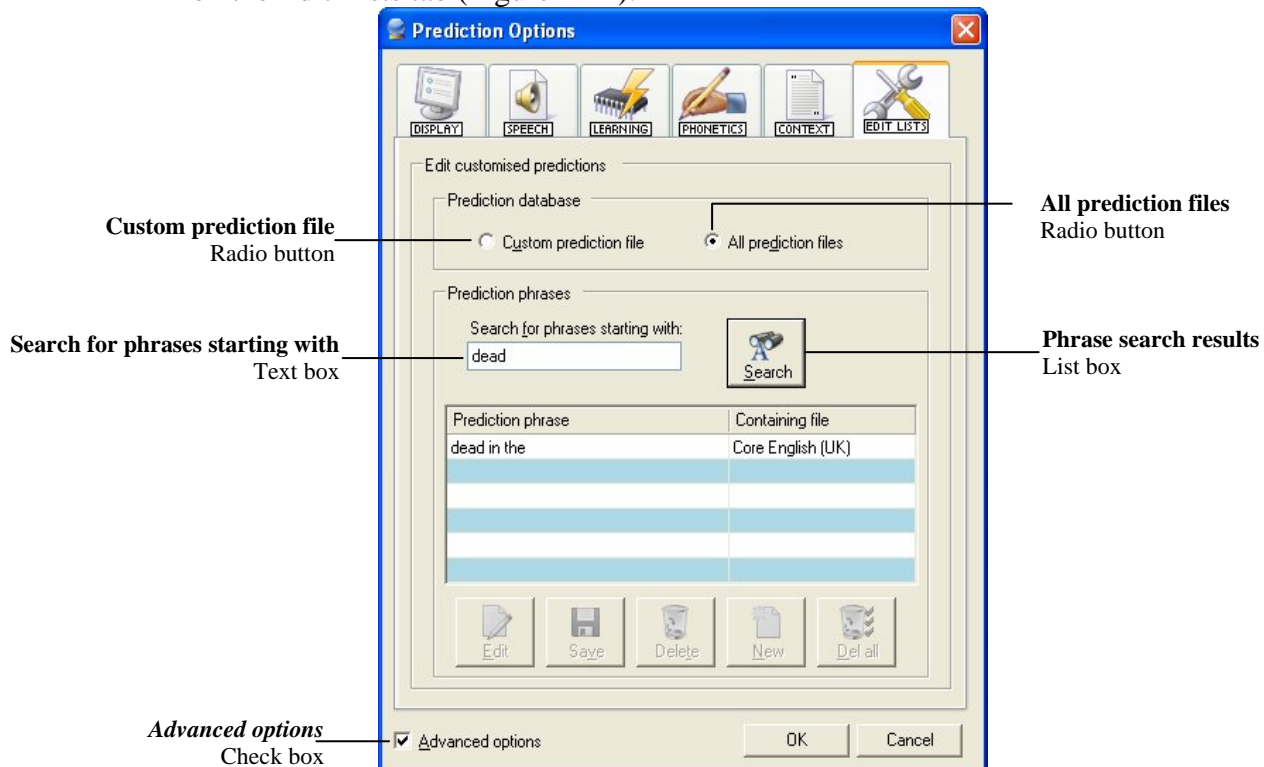 Prediction Options
DISPLAY SPEECH LEARNING PHONETICS CONTEXT EDIT LISTS
Edit customised predictions
Prediction database
Custom prediction file
Radio button
Custom prediction file All prediction files
All prediction files
Radio button
Prediction phrases
Search for phrases starting with
Text box
Search for phrases starting with:
dead
Search
Phrase search results
List box
Prediction phrase Containing file
dead in the Core English (UK)
Edit Save Delete New Del all
Advanced options
Check box
Advanced options OK Cancel